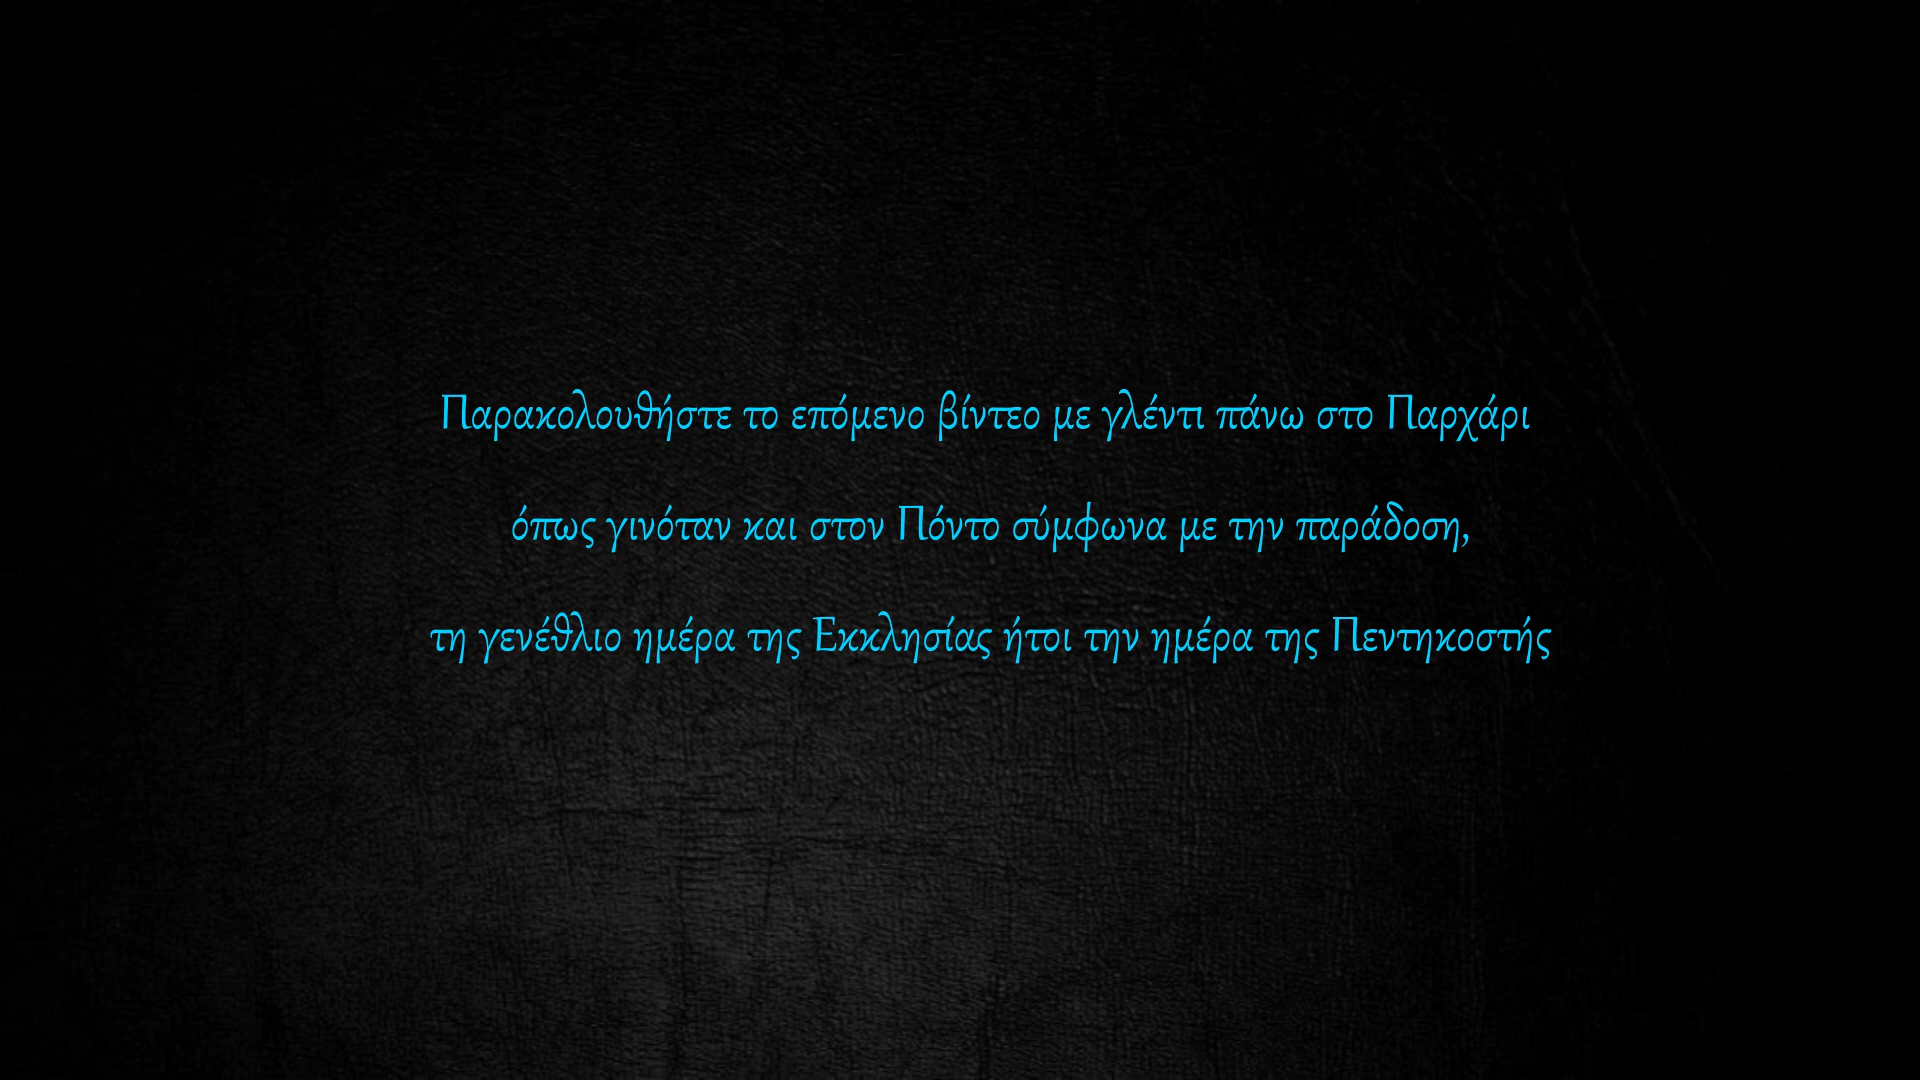 Παρακολουθήστε το επόμενο βίντεο με γλέντι πάνω στο Παρχάρι
όπως γινόταν και στον Πόντο σύμφωνα με την παράδοση,
τη γενέθλιο ημέρα της Εκκλησίας ήτοι την ημέρα της Πεντηκοστής